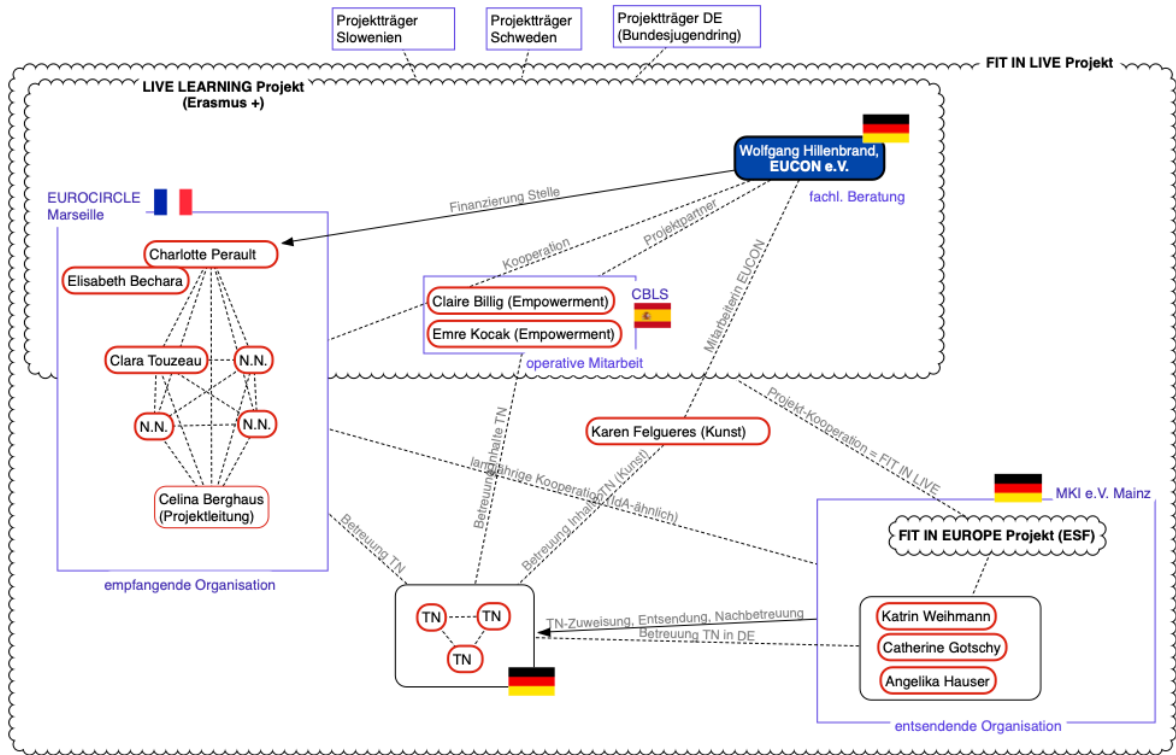 Projektträger
Slowenien
Projektträger
Schweden
Projektträger DE
(Bundesjugendring)
FIT IN LIVE Projekt
LIVE LEARNING Projekt
(Erasmus +)
Wolfgang Hillenbrand,
EUCON e.V.
fachl. Beratung
EUROCIRCLE
Marseille
Finanzierung Stelle
Kooperation
Projektpartner
MitarbeiterIn EUCON
Charlotte Perault
Elisabeth Bechara
Claire Billig (Empowerment)
Emre Kocak (Empowerment)
CBLS
operative Mitarbeit
Clara Touzeau
N.N.
N.N.
N.N.
Celina Berghaus
(Projektleitung)
empfangende Organisation
Karen Felgueres (Kunst)
Projekt-Kooperation = FIT IN LIVE
Betreuung Inhalte TN
langjährige Kooperation (IdA-ähnlich)
Betreuung Inhalte TN (Kunst)
Betreuung TN
MKI e.V. Mainz
FIT IN EUROPE Projekt (ESF)
TN
TN
TN
TN-Zuweisung, Entsendung, Nachbetreuung
Betreuung TN in DE
Katrin Weihmann
Catherine Gotschy
Angelika Hauser
entsendende Organisation